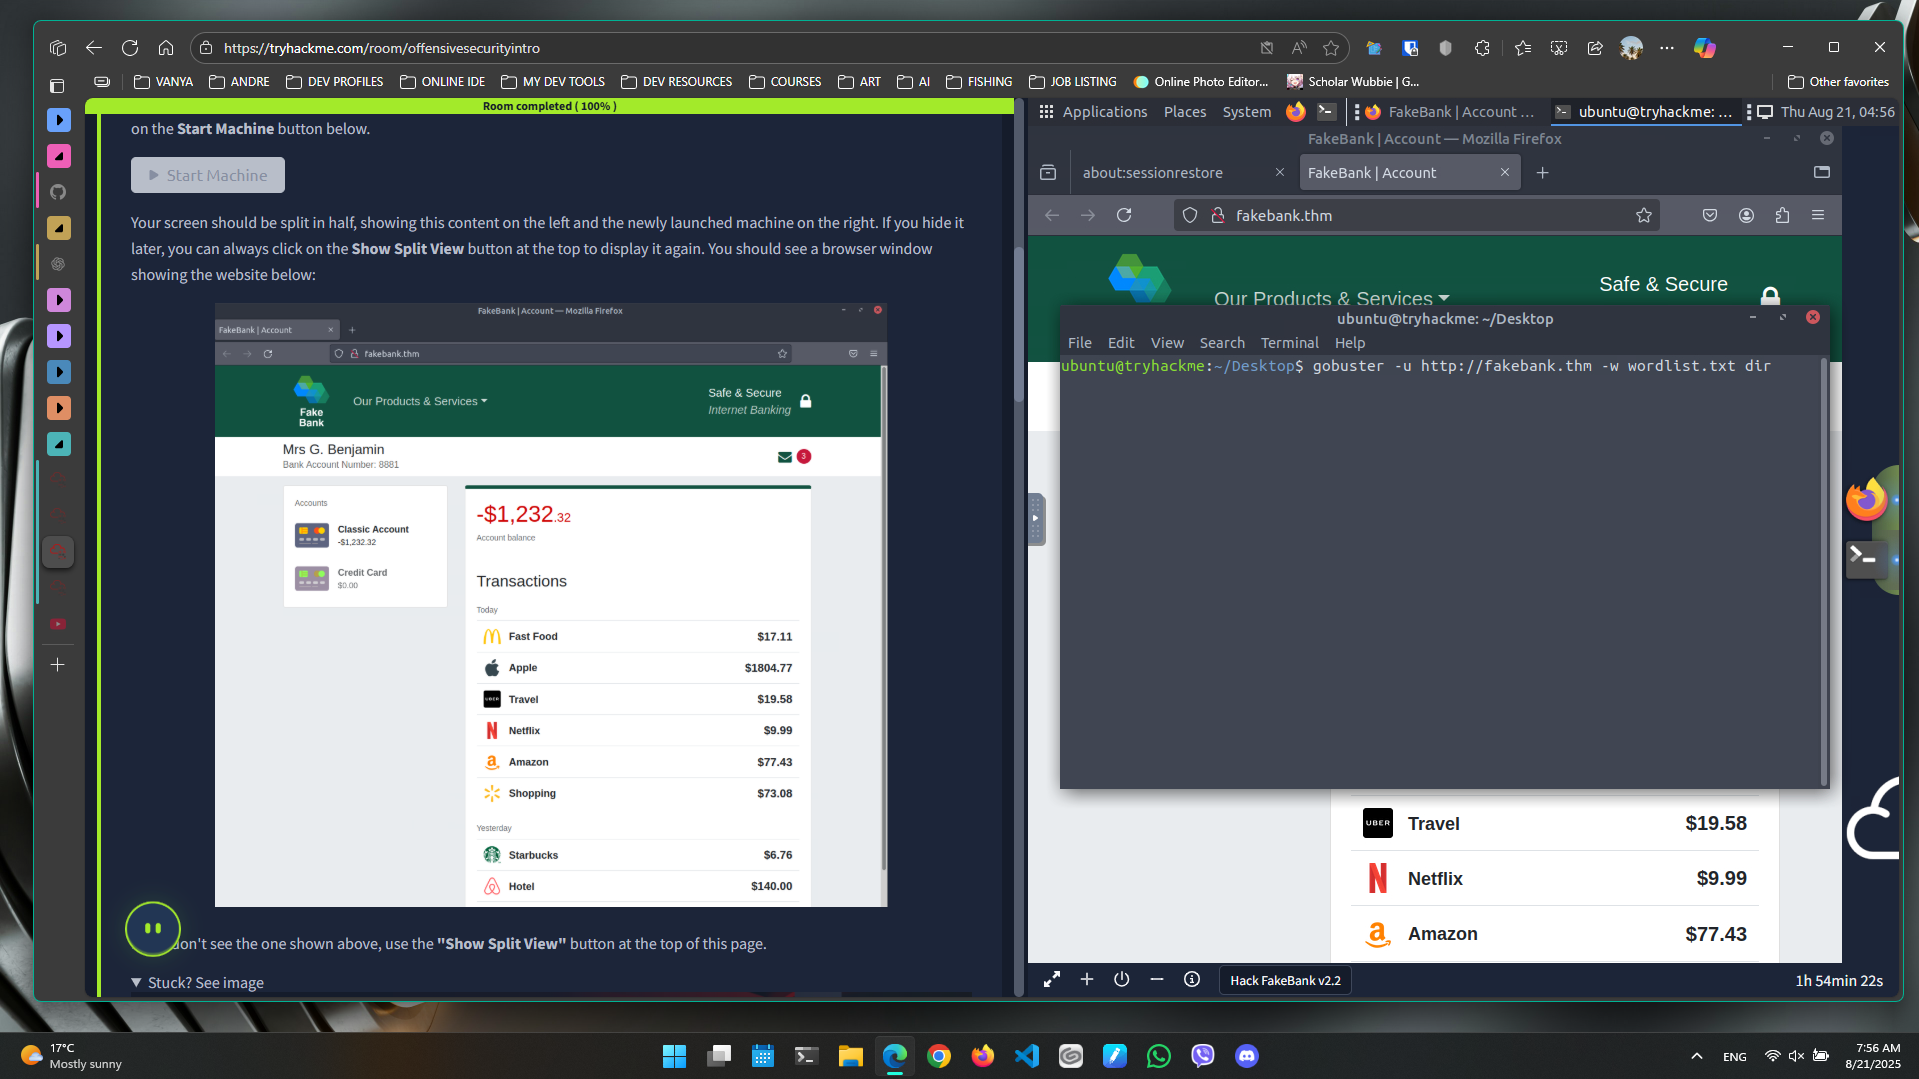 https://tryhackme.com/room/offensivesecurityintro
VANYA
ANDRE
DEV PROFILES
ONLINE IDE
MY DEV TOOLS
DEV RESOURCES
COURSES
ART
AI
FISHING
JOB LISTING
Online Photo Editor...
Scholar Wubbie | G...
Other favorites
Room completed ( 100% )
on the Start Machine button below.
Start Machine
Your screen should be split in half, showing this content on the left and the newly launched machine on the right. If you hide it
later, you can always click on the Show Split View button at the top to display it again. You should see a browser window
showing the website below:
FakeBank | Account — Mozilla Firefox
FakeBank | Account
fakebank.thm
Fake
Bank
Our Products & Services
Safe & Secure
Internet Banking
Mrs G. Benjamin
Bank Account Number: 8881
3
Accounts
Classic Account
-$1,232.32
Credit Card
$0.00
-$1,232.32
Account balance
Transactions
Today
Fast Food $17.11
Apple $1804.77
UBER Travel $19.58
Netflix $9.99
Amazon $77.43
Shopping $73.08
Yesterday
Starbucks $6.76
Hotel $140.00
don't see the one shown above, use the "Show Split View" button at the top of this page.
Stuck? See image
Applications Places System
FakeBank | Account ...
ubuntu@tryhackme: ...
Thu Aug 21, 04:56
FakeBank | Account — Mozilla Firefox
about:sessionrestore
FakeBank | Account
fakebank.thm
Our Products & Services
Safe & Secure
ubuntu@tryhackme: ~/Desktop
File Edit View Search Terminal Help
ubuntu@tryhackme:~/Desktop$ gobuster -u http://fakebank.thm -w wordlist.txt dir
UBER Travel $19.58
Netflix $9.99
Amazon $77.43
Hack FakeBank v2.2
1h 54min 22s
17°C
Mostly sunny
ENG
7:56 AM
8/21/2025